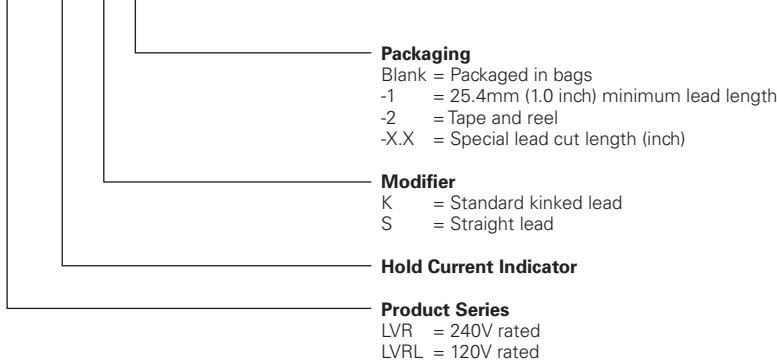 Packaging
Blank = Packaged in bags
-1 = 25.4mm (1.0 inch) minimum lead length
-2 = Tape and reel
-X.X = Special lead cut length (inch)
Modifier
K = Standard kinked lead
S = Straight lead
Hold Current Indicator
Product Series
LVR = 240V rated
LVRL = 120V rated